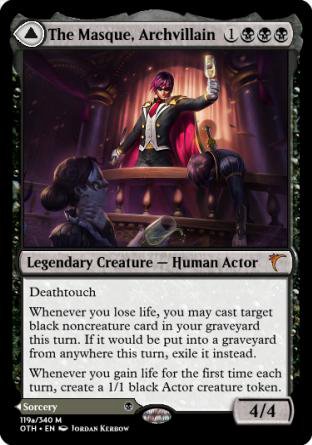 The Masque, Archvillain 1
Legendary Creature — Human Actor
Deathtouch
Whenever you lose life, you may cast target
black noncreature card in your graveyard
this turn. If it would be put into a graveyard
from anywhere this turn, exile it instead.
Whenever you gain life for the first time each
turn, create a 1/1 black Actor creature token.
Sorcery
4/4
119a/340 M
OTH • EN Jordan Kerbow